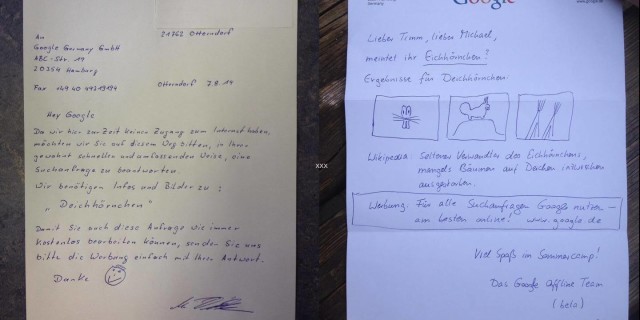 An
Google Germany GmbH
ABC-Str. 19
20354 Hamburg
21762 Otterndorf
Fax +49 40 49219194
Otterndorf 7.8.14
Hey Google
Da wir hier zur Zeit keinen Zugang zum Internet haben,
möchten wir Sie auf diesem Weg bitten, in Ihrer
gewohnt schnellen und umfassenden Weise, eine
Suchanfrage zu beantworten.
Wir benötigen Infos und Bilder zu:
„Deichhörnchen"
Damit Sie auch diese Anfrage wie immer
kostenlos bearbeiten können, senden Sie uns
bitte die Werbung einfach mit Ihrer Antwort.
Danke
xxx
Germany
Google
Lieber Timm, lieber Michael,
meintet ihr Eichhörnchen?
Ergebnisse für Deichhörnchen:
Wikipedia: seltener Verwandter des Eichhörnchens,
mangels Bäumen auf Deichen inzwischen
ausgestorben.
Werbung: Für alle Suchanfragen Google nutzen –
am besten online! www.google.de
Viel Spaß im Sommercamp!
Das Google Offline Team
(beta)